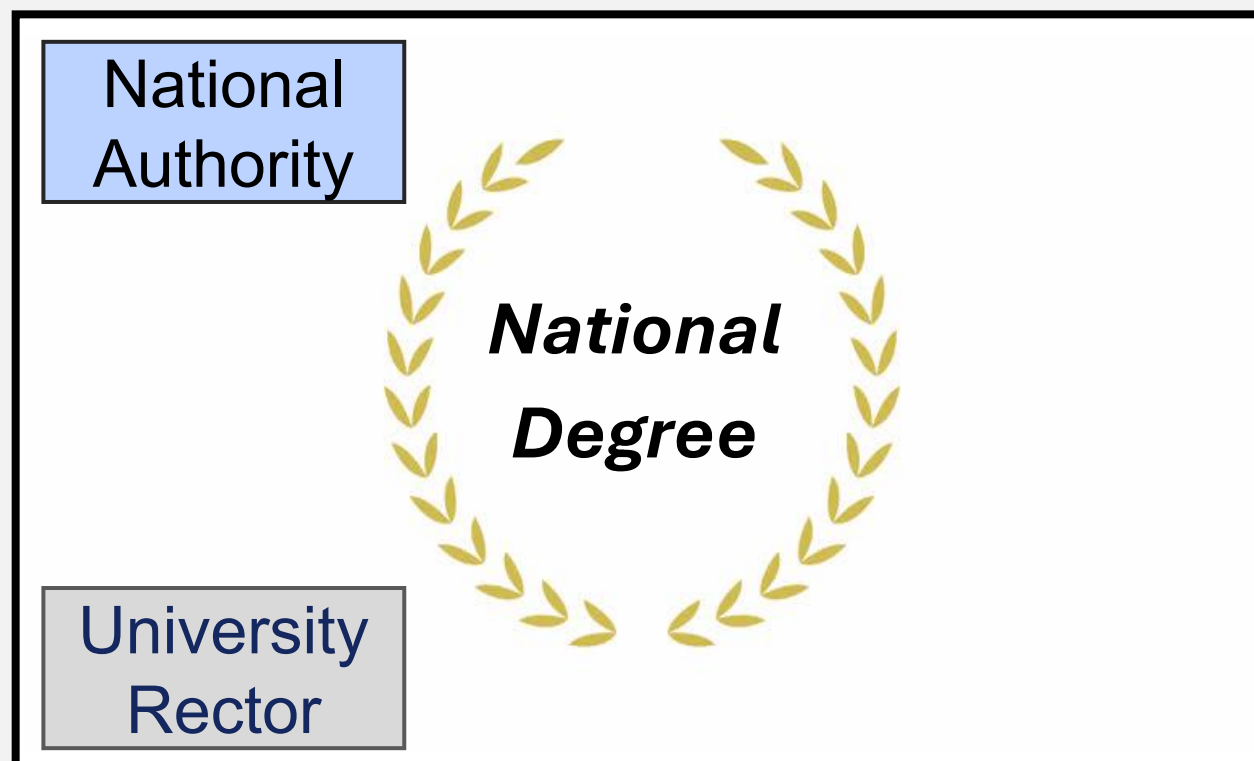 National
Authority
National
Degree
University
Rector